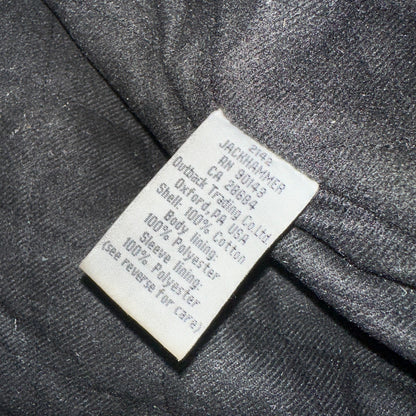 2142
JACKHAMMER
RN 90143
CA 28684
Outback Trading Co.Ltd
Oxford,PA USA
Shell: 100% Cotton
Body lining:
100% Polyester
Sleeve lining:
100% Polyester
(see reverse for care)